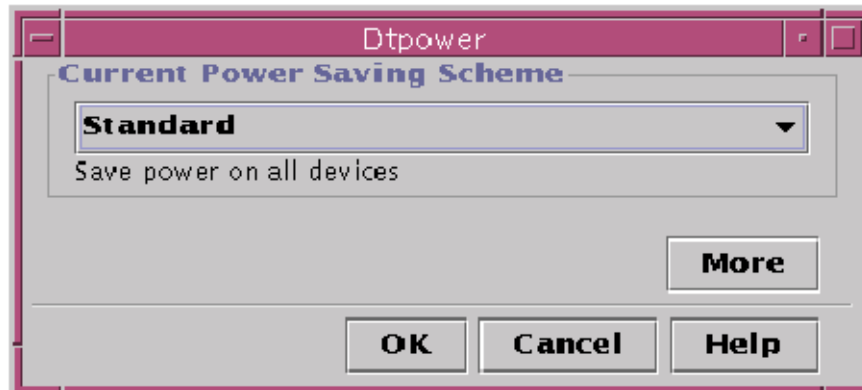 Dtpower
Current Power Saving Scheme
Standard
Save power on all devices
More
OK Cancel Help